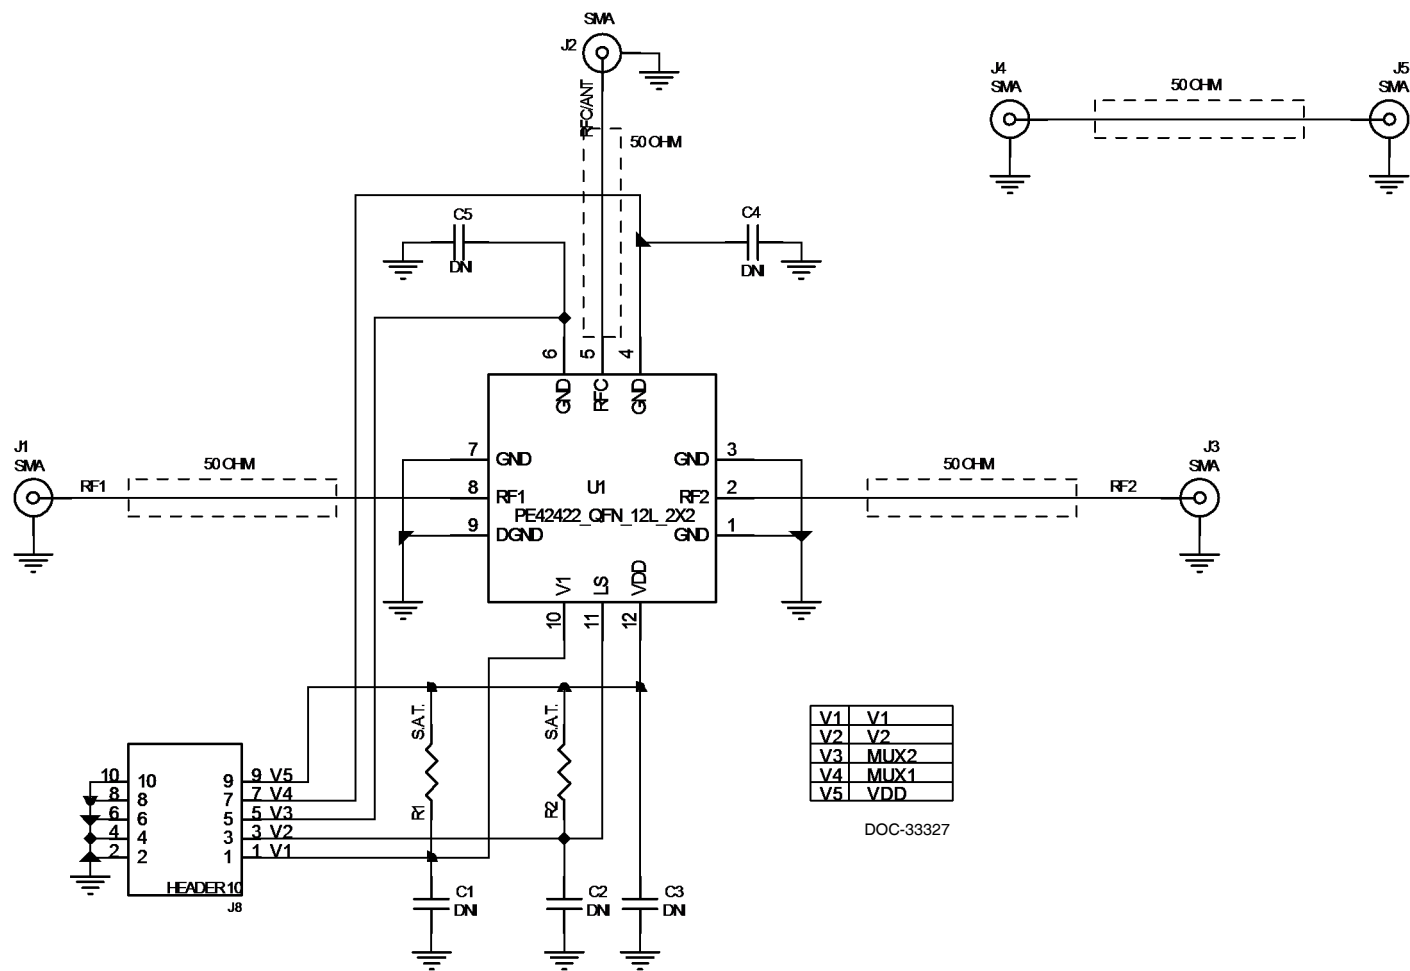 SMA
J2
RFC/ANT
50 OHM
J4
SMA
50 OHM
J5
SMA
C5
DNI
C4
DNI
6
5
4
GND
RFC
GND
J1
SMA
RF1
50 OHM
7
GND
8
RF1
9
DGND
U1
PE42422_QFN_12L_2X2
GND
3
RF2
2
GND
1
50 OHM
RF2
J3
SMA
V1
LS
VDD
10
11
12
S.A.T.
R1
S.A.T.
R2
10 10 9 9 V5
8 8 7 7 V4
6 6 5 5 V3
4 4 3 3 V2
2 2 1 1 V1
HEADER 10
J8
C1
DNI
C2
DNI
C3
DNI
V1 V1
V2 V2
V3 MUX2
V4 MUX1
V5 VDD
DOC-33327